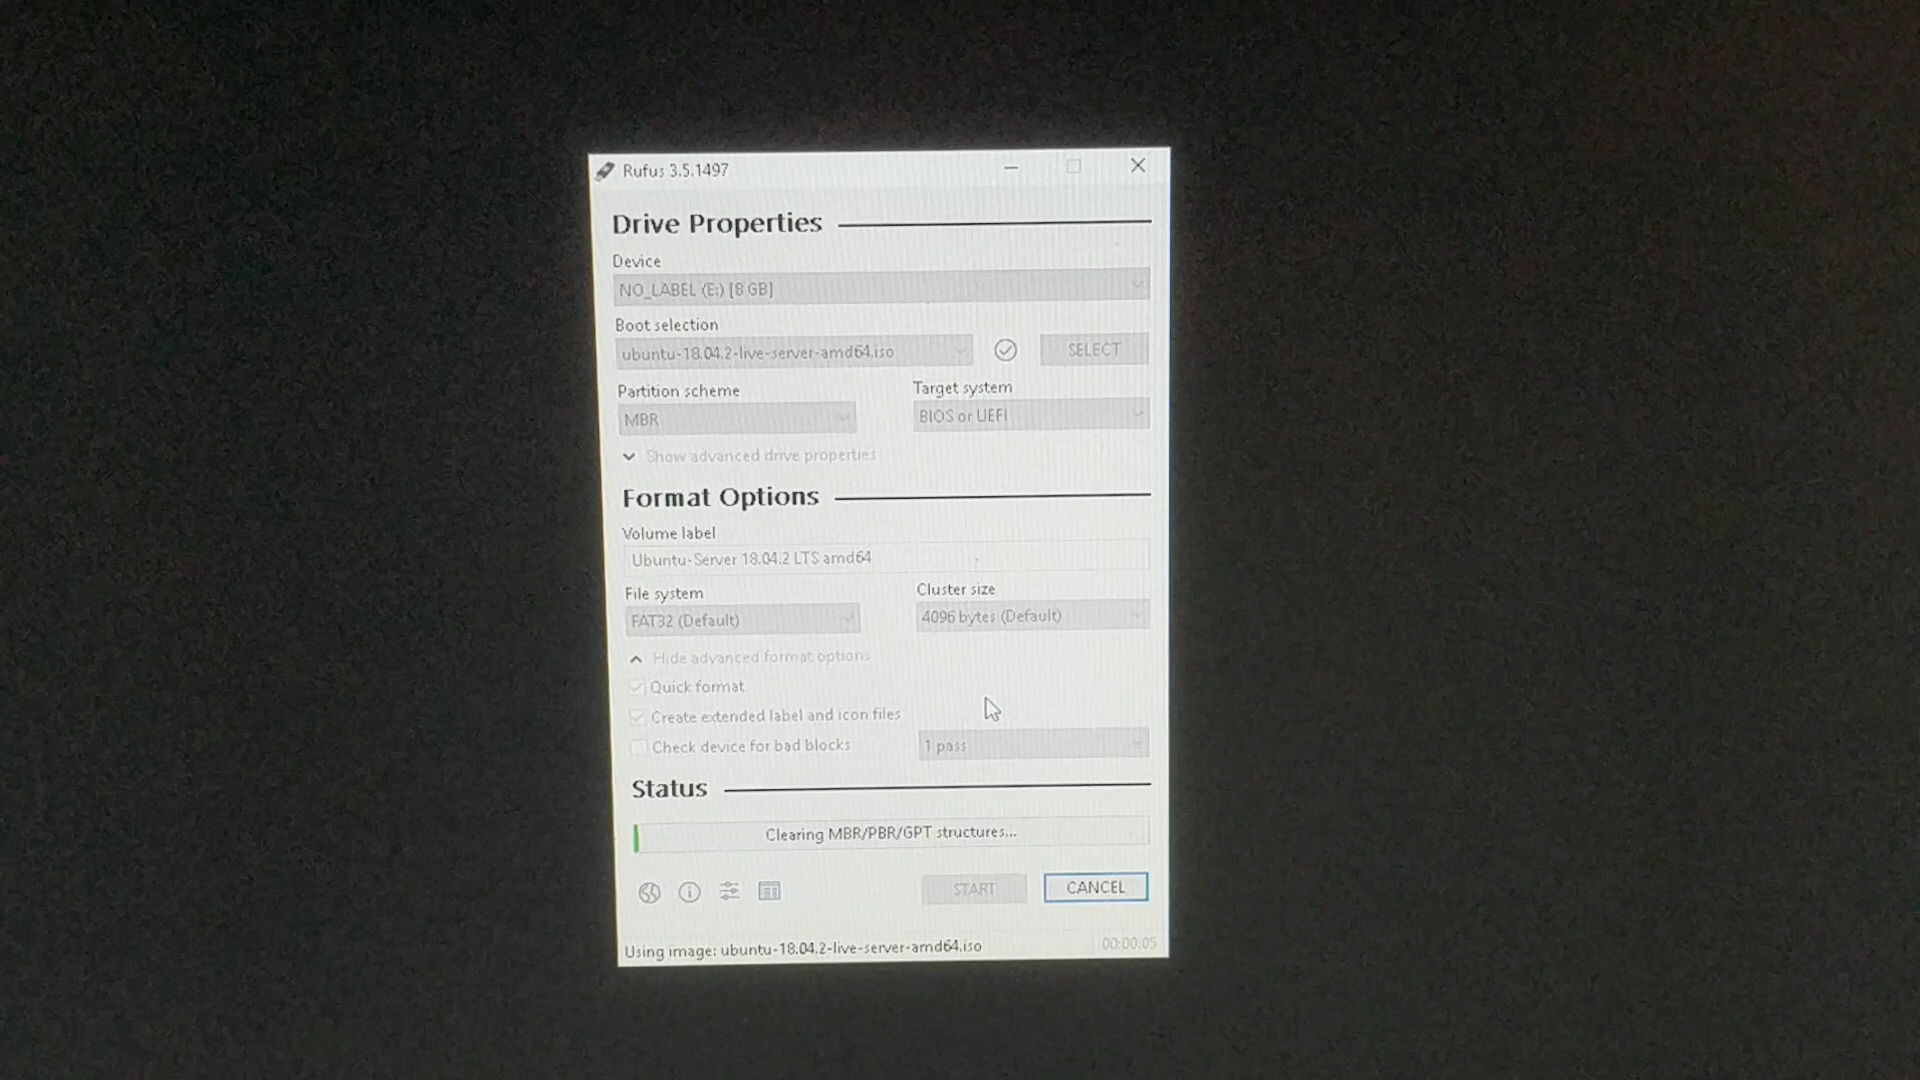 Rufus 3.5.1497
Drive Properties
Device
NO_LABEL (E:) [8 GB]
Boot selection
ubuntu-18.04.2-live-server-amd64.iso
SELECT
Partition scheme
Target system
MBR
BIOS or UEFI
Show advanced drive properties
Format Options
Volume label
Ubuntu-Server 18.04.2 LTS amd64
File system
Cluster size
FAT32 (Default)
4096 bytes (Default)
Hide advanced format options
Quick format
Create extended label and icon files
Check device for bad blocks
1 pass
Status
Clearing MBR/PBR/GPT structures...
START
CANCEL
Using image: ubuntu-18.04.2-live-server-amd64.iso
00:00:05